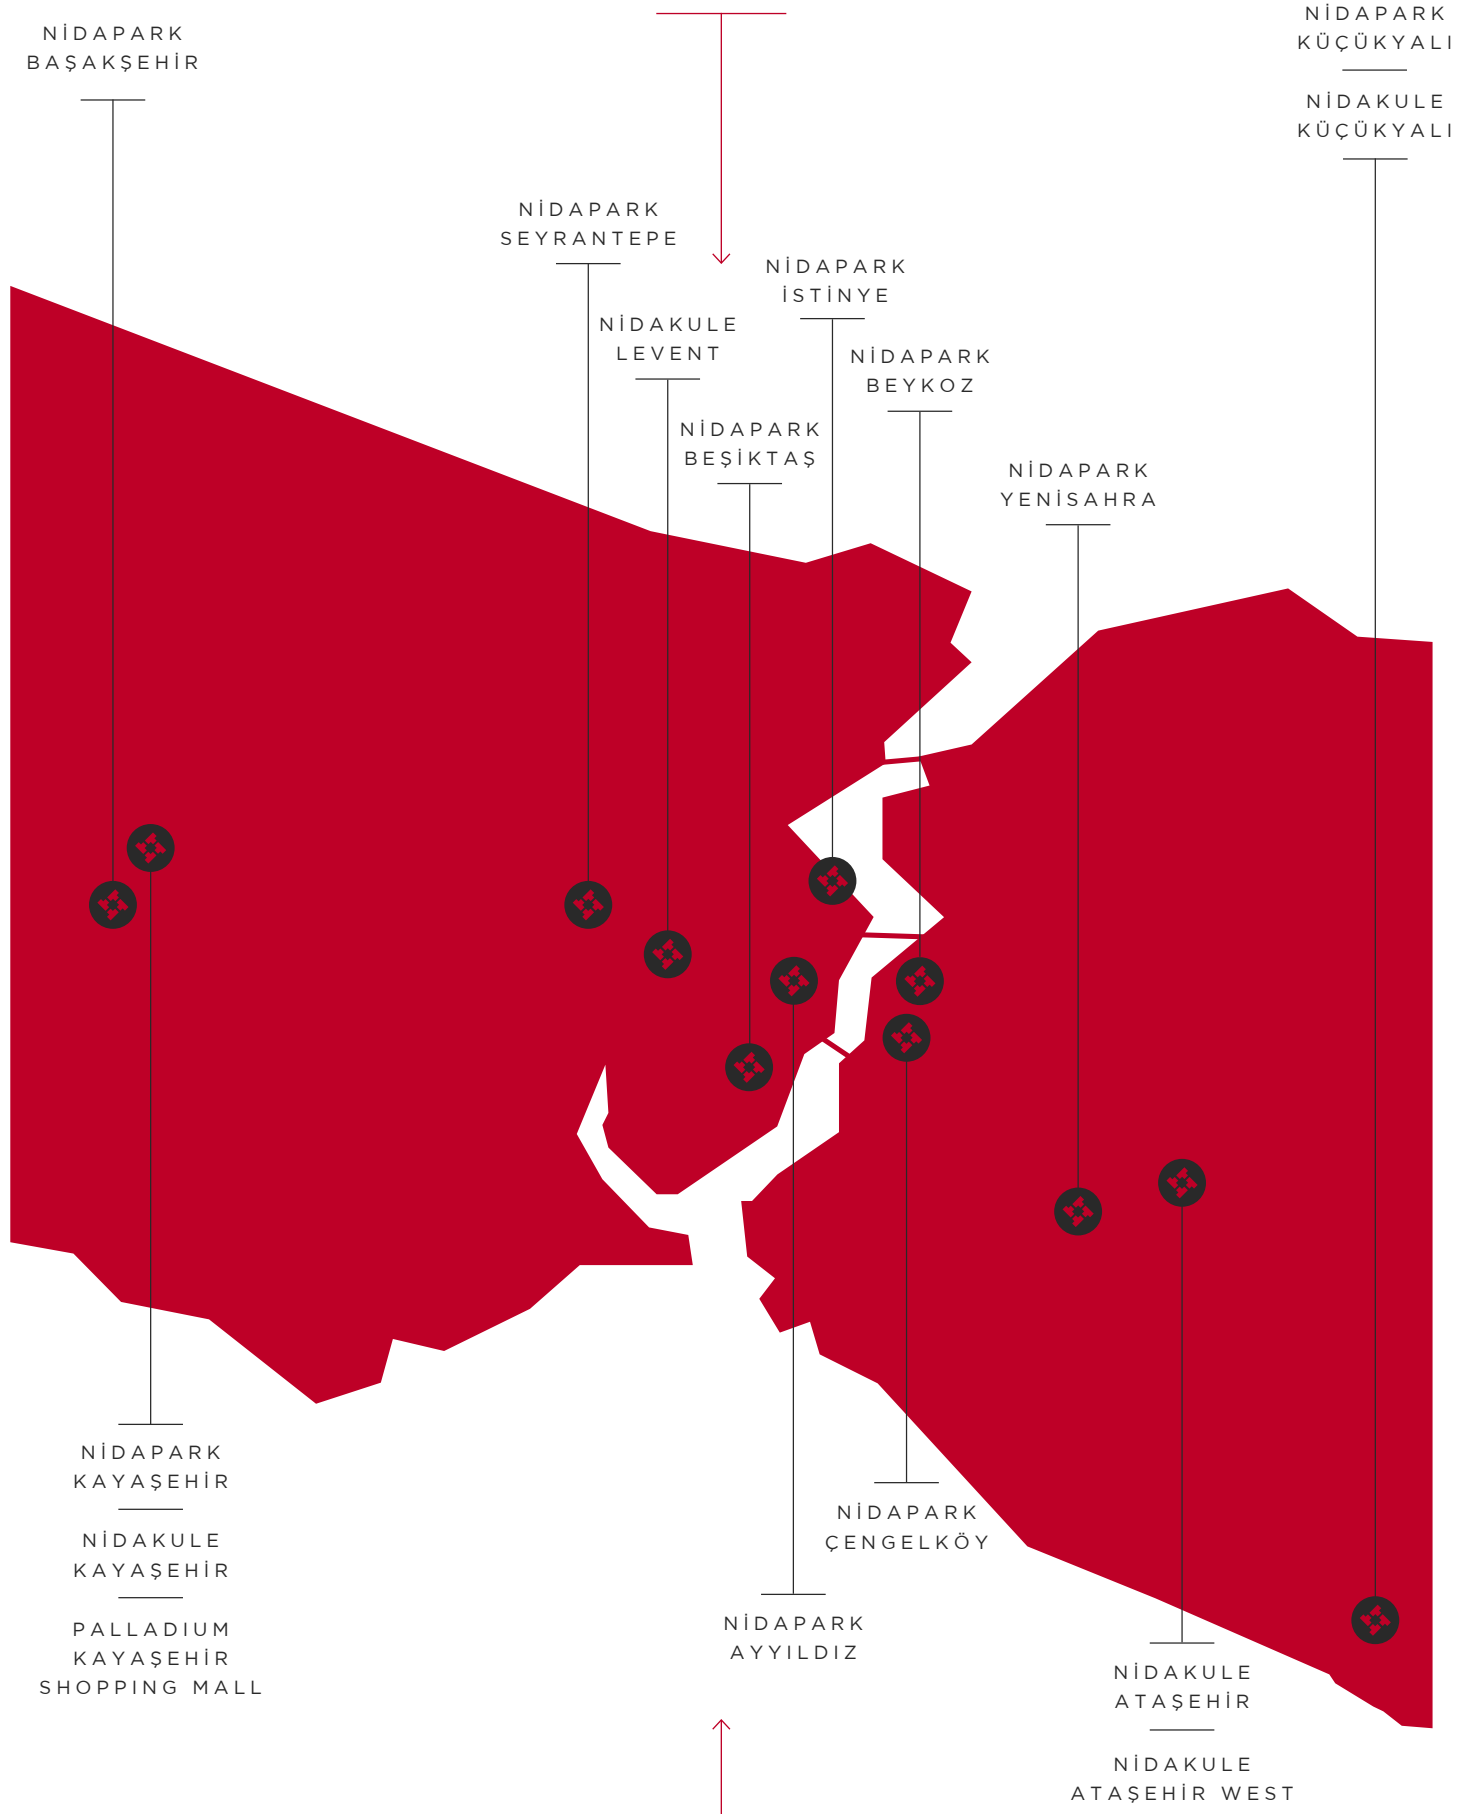 NİDAPARK
BAŞAKŞEHİR
NİDAPARK
KÜÇÜKYALI
NİDAKULE
KÜÇÜKYALI
NİDAPARK
SEYRANTEPE
NİDAPARK
İSTİNYE
NİDAKULE
LEVENT
NİDAPARK
BEYKOZ
NİDAPARK
BEŞİKTAŞ
NİDAPARK
YENİSAHRA
NİDAPARK
KAYAŞEHİR
NİDAKULE
KAYAŞEHİR
PALLADIUM
KAYAŞEHİR
SHOPPING MALL
NİDAPARK
ÇENGELKÖY
NİDAPARK
AYYILDIZ
NİDAKULE
ATAŞEHİR
NİDAKULE
ATAŞEHİR WEST